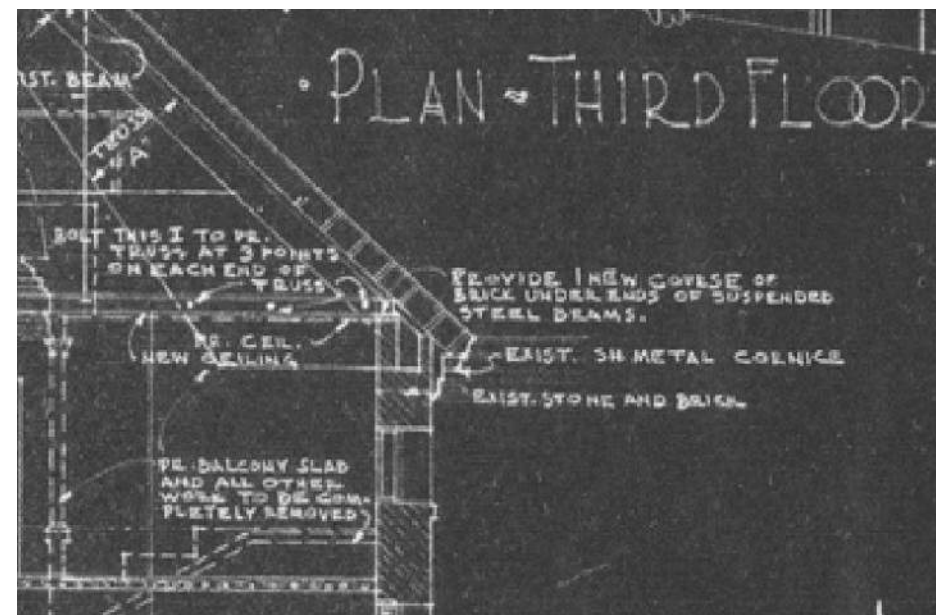 PLAN ~ THIRD FLOOR
IST. BEAM
TRUSS
"A"
BOLT THIS I TO PR.
TRUSS AT 3 POINTS
ON EACH END OF
TRUSS
PROVIDE 1 NEW COURSE OF
BRICK UNDER ENDS OF SUSPENDED
STEEL BEAMS.
PR. CEIL.
NEW CEILING
EXIST. SH. METAL CORNICE
EXIST. STONE AND BRICK
PR. BALCONY SLAB
AND ALL OTHER
WORK TO BE COM-
PLETELY REMOVED